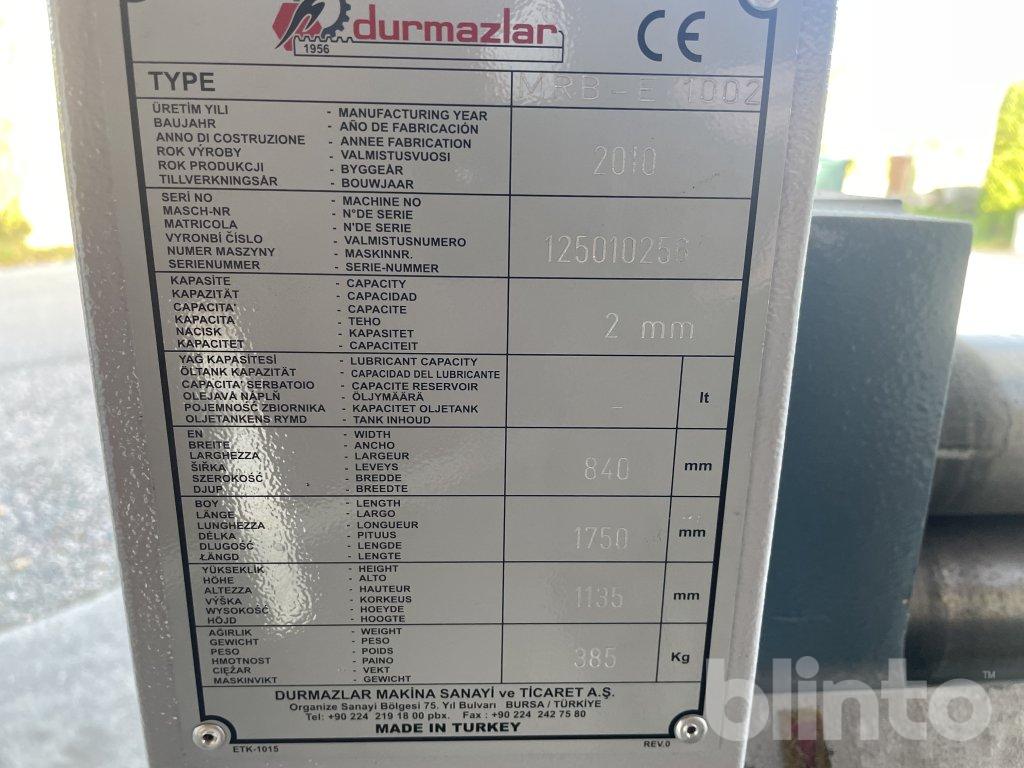 durmazlar
1956
CE
TYPE MRB-E 1002
ÜRETİM YILI - MANUFACTURING YEAR
BAUJAHR - AÑO DE FABRICACIÓN
ANNO DI COSTRUZIONE - ANNEE FABRICATION
ROK VÝROBY - VALMISTUSVUOSI
ROK PRODUKCJI - BYGGEÅR
TILLVERKNINGSÅR - BOUWJAAR
2010
SERİ NO - MACHINE NO
MASCH-NR - N°DE SERIE
MATRICOLA - N'DE SERIE
VYRONBÍ ČÍSLO - VALMISTUSNUMERO
NUMER MASZYNY - MASKINNR.
SERIENUMMER - SERIE-NUMMER
KAPASİTE - CAPACITY
KAPAZITÄT - CAPACIDAD
CAPACITA' - CAPACITE
KAPACITA - TEHO
NACISK - KAPASITET
KAPACITET - CAPACITEIT
2 mm
YAĞ KAPASİTESİ - LUBRICANT CAPACITY
ÖLTANK KAPAZITÄT - CAPACIDAD DEL LUBRICANTE
CAPACITA' SERBATOIO - CAPACITE RESERVOIR
OLEJAVA NÁPLŇ - ÖLJYMÄÄRÄ
POJEMNOŚĆ ZBIORNIKA - KAPACITET OLJETANK
OLJETANKENS RYMD - TANK INHOUD
- lt
EN - WIDTH
BREITE - ANCHO
LARGHEZZA - LARGEUR
ŠIŘKA - LEVEYS
SZEROKOŚĆ - BREDDE
DJUP - BREEDTE
840 mm
BOY - LENGTH
LÄNGE - LARGO
LUNGHEZZA - LONGUEUR
DÉLKA - PITUUS
DLUGOŚĆ - LENGDE
LÄNGD - LENGTE
1750 mm
YÜKSEKLİK - HEIGHT
HÖHE - ALTO
ALTEZZA - HAUTEUR
VÝŠKA - KORKEUS
WYSOKOŚĆ - HOEYDE
HÖJD - HOOGTE
1135 mm
AĞIRLIK - WEIGHT
GEWICHT - PESO
PESO - POIDS
HMOTNOST - PAINO
CIĘŻAR - VEKT
MASKINVIKT - GEWICHT
385 Kg
DURMAZLAR MAKİNA SANAYİ ve TİCARET A.Ş.
Organize Sanayi Bölgesi 75. Yıl Bulvarı BURSA / TÜRKİYE
Tel: +90 224 219 18 00 pbx. Fax : +90 224 242 75 80
MADE IN TURKEY
ETK-1015 REV.0
blinto™